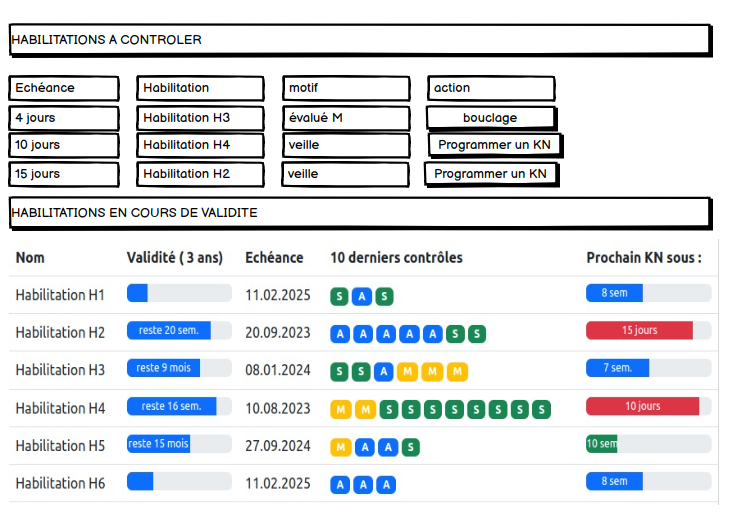 HABILITATIONS A CONTROLER
Echéance Habilitation motif action
4 jours Habilitation H3 évalué M bouclage
10 jours Habilitation H4 veille Programmer un KN
15 jours Habilitation H2 veille Programmer un KN
HABILITATIONS EN COURS DE VALIDITE
Nom Validité ( 3 ans) Echéance 10 derniers contrôles Prochain KN sous :
Habilitation H1 11.02.2025 S A S 8 sem
Habilitation H2 reste 20 sem. 20.09.2023 A A A A A S S 15 jours
Habilitation H3 reste 9 mois 08.01.2024 S S A M M M 7 sem.
Habilitation H4 reste 16 sem. 10.08.2023 M M S S S S S S S S 10 jours
Habilitation H5 reste 15 mois 27.09.2024 M A A S 10 sem
Habilitation H6 11.02.2025 A A A 8 sem